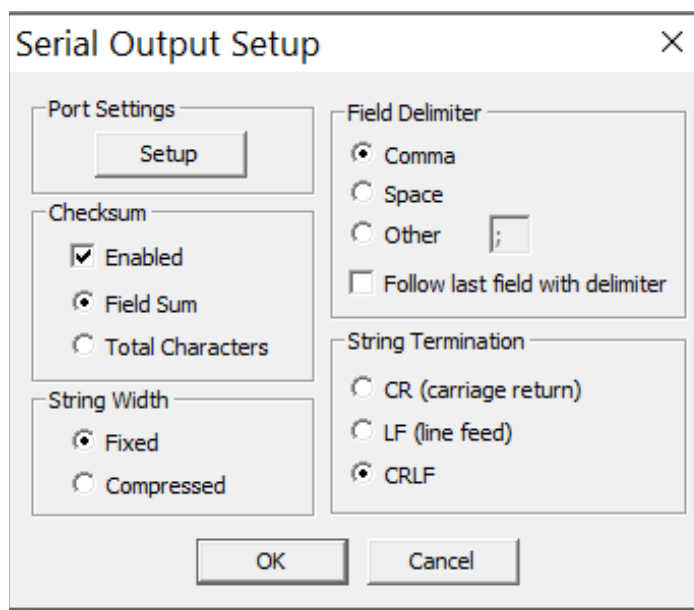 Serial Output Setup
Port Settings
Setup
Checksum
Enabled
Field Sum
Total Characters
String Width
Fixed
Compressed
Field Delimiter
Comma
Space
Other ;
Follow last field with delimiter
String Termination
CR (carriage return)
LF (line feed)
CRLF
OK
Cancel